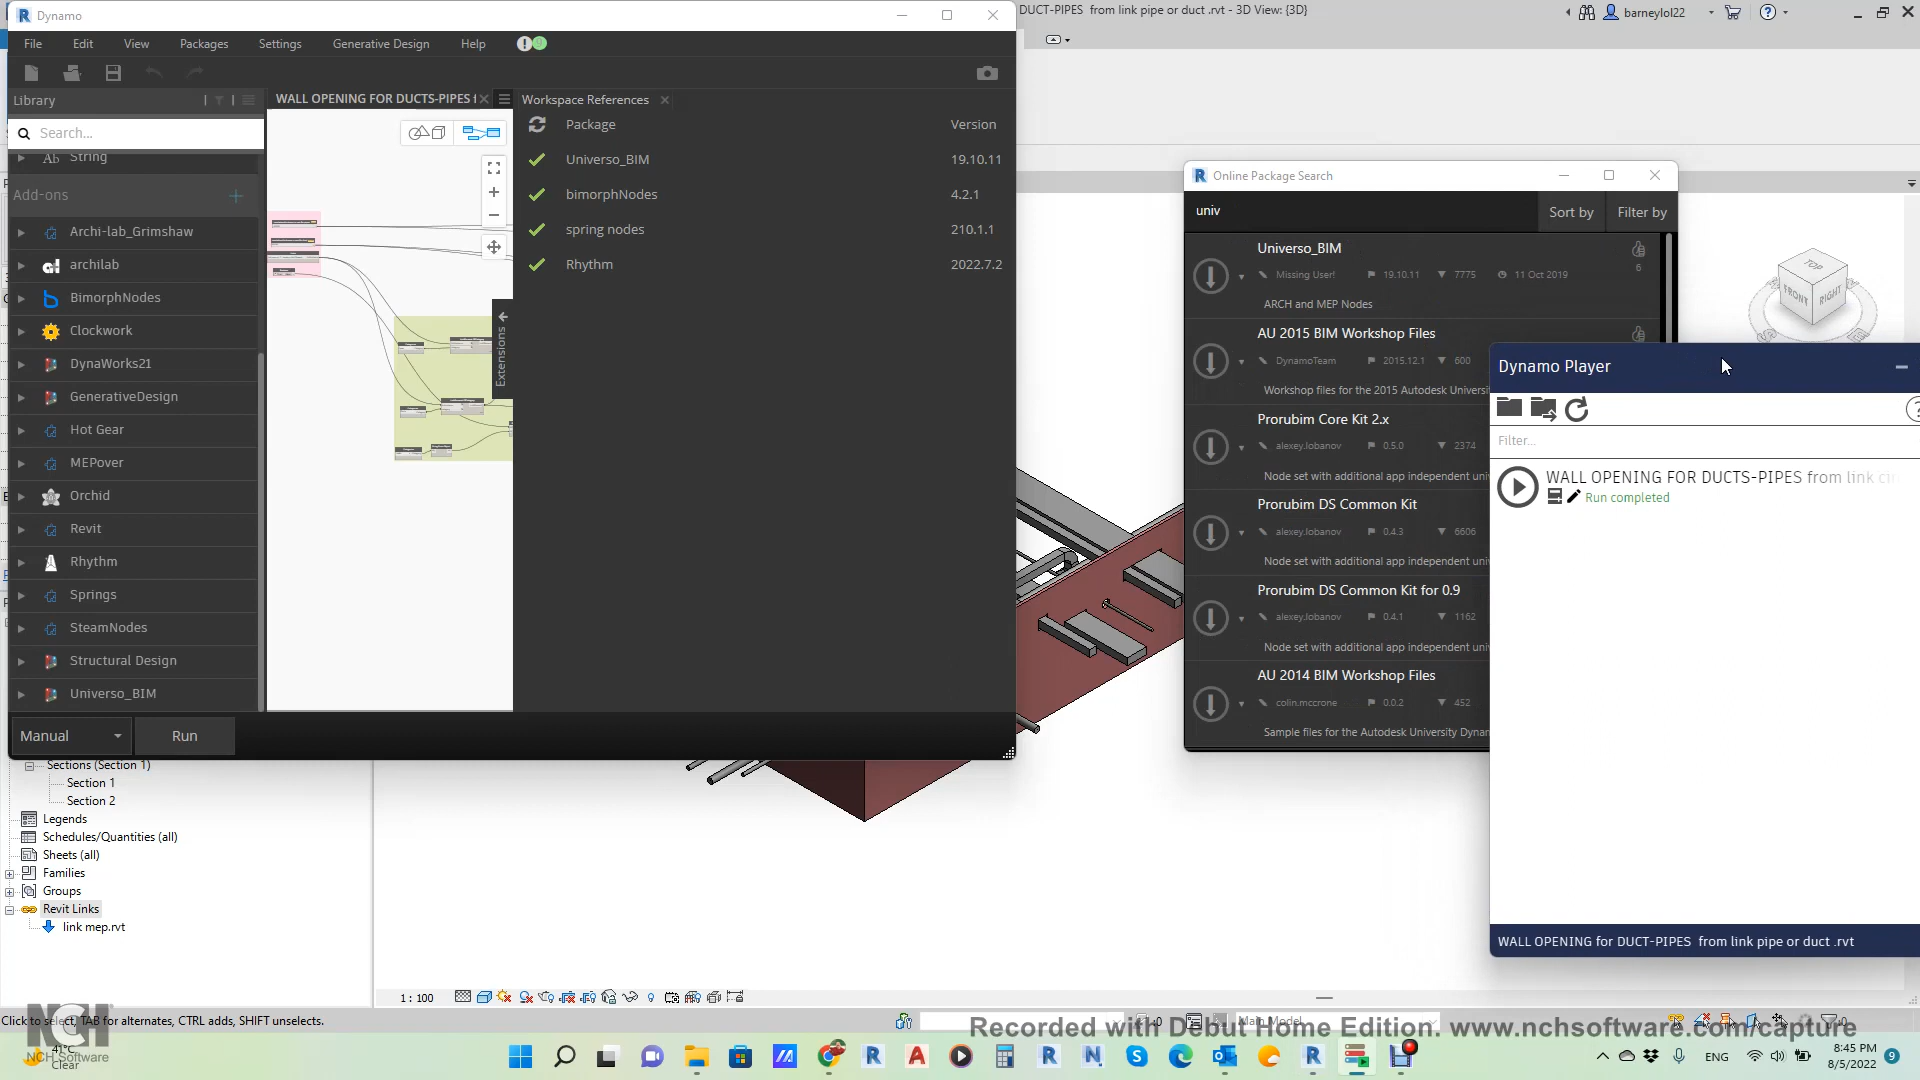 Dynamo
DUCT-PIPES from link pipe or duct .rvt - 3D View: {3D}
barneylol22
File Edit View Packages Settings Generative Design Help
Library
WALL OPENING FOR DUCTS-PIPES f
Workspace References
Search...
Package Version
Ab String
Universo_BIM 19.10.11
Add-ons
bimorphNodes 4.2.1
Archi-lab_Grimshaw
spring nodes 210.1.1
archilab
Rhythm 2022.7.2
BimorphNodes
Clockwork
Extensions
DynaWorks21
GenerativeDesign
Hot Gear
MEPover
Orchid
Revit
Rhythm
Springs
SteamNodes
Structural Design
Universo_BIM
Manual
Run
Online Package Search
univ
Sort by Filter by
Universo_BIM
6
Missing User! 19.10.11 7775 11 Oct 2019
ARCH and MEP Nodes
AU 2015 BIM Workshop Files
DynamoTeam 2015.12.1 600
Workshop files for the 2015 Autodesk Universi
Prorubim Core Kit 2.x
alexey.lobanov 0.5.0 2374
Node set with additional app independent uni
Prorubim DS Common Kit
alexey.lobanov 0.4.3 6606
Node set with additional app independent uni
Prorubim DS Common Kit for 0.9
alexey.lobanov 0.4.1 1162
Node set with additional app independent uni
AU 2014 BIM Workshop Files
colin.mccrone 0.0.2 452
Sample files for the Autodesk University Dynan
TOP
FRONT
RIGHT
Dynamo Player
Filter...
WALL OPENING FOR DUCTS-PIPES from link cir
Run completed
WALL OPENING for DUCT-PIPES from link pipe or duct .rvt
Sections (Section 1)
Section 1
Section 2
Legends
Schedules/Quantities (all)
Sheets (all)
Families
Groups
Revit Links
link mep.rvt
1 : 100
Click to select, TAB for alternates, CTRL adds, SHIFT unselects.
:0
Main Model
:0
NCH
NCH Software
Recorded with Debut Home Edition. www.nchsoftware.com/capture
41°C
Clear
ENG
8:45 PM
8/5/2022
9